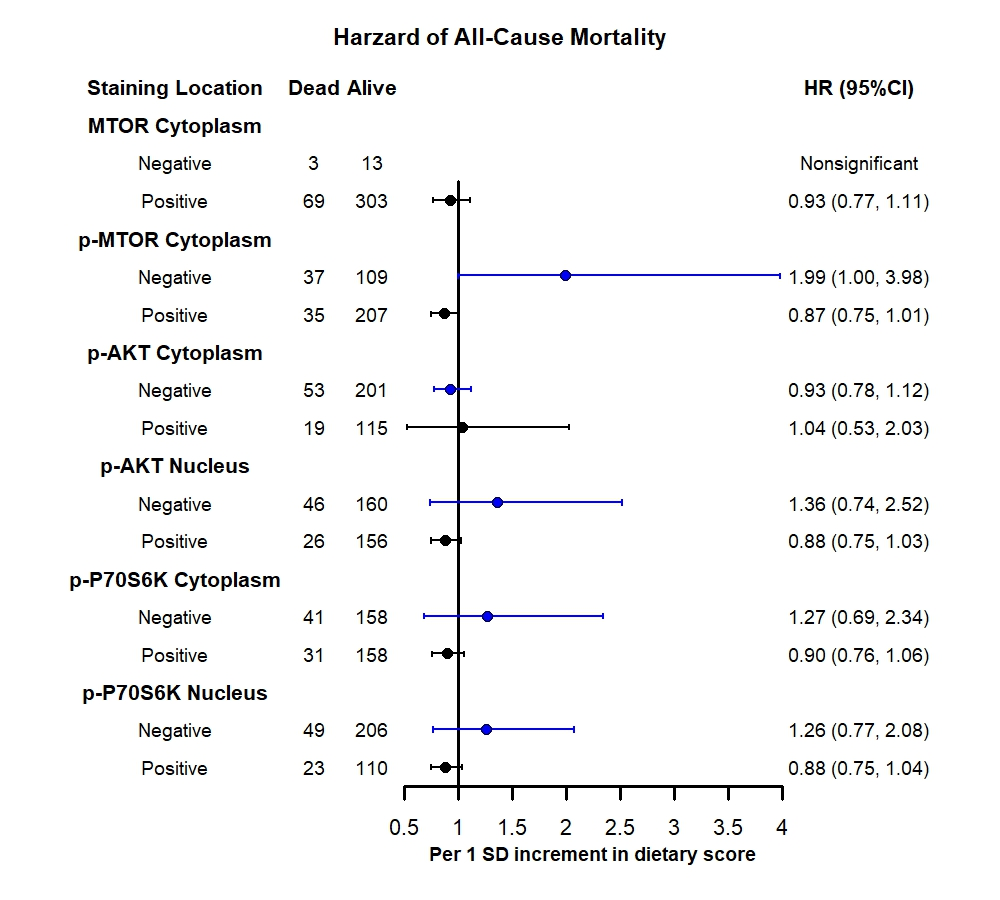 Harzard of All-Cause Mortality
Staining Location Dead Alive HR (95%CI)
MTOR Cytoplasm
Negative 3 13 Nonsignificant
Positive 69 303 0.93 (0.77, 1.11)
p-MTOR Cytoplasm
Negative 37 109 1.99 (1.00, 3.98)
Positive 35 207 0.87 (0.75, 1.01)
p-AKT Cytoplasm
Negative 53 201 0.93 (0.78, 1.12)
Positive 19 115 1.04 (0.53, 2.03)
p-AKT Nucleus
Negative 46 160 1.36 (0.74, 2.52)
Positive 26 156 0.88 (0.75, 1.03)
p-P70S6K Cytoplasm
Negative 41 158 1.27 (0.69, 2.34)
Positive 31 158 0.90 (0.76, 1.06)
p-P70S6K Nucleus
Negative 49 206 1.26 (0.77, 2.08)
Positive 23 110 0.88 (0.75, 1.04)
0.5 1 1.5 2 2.5 3 3.5 4
Per 1 SD increment in dietary score